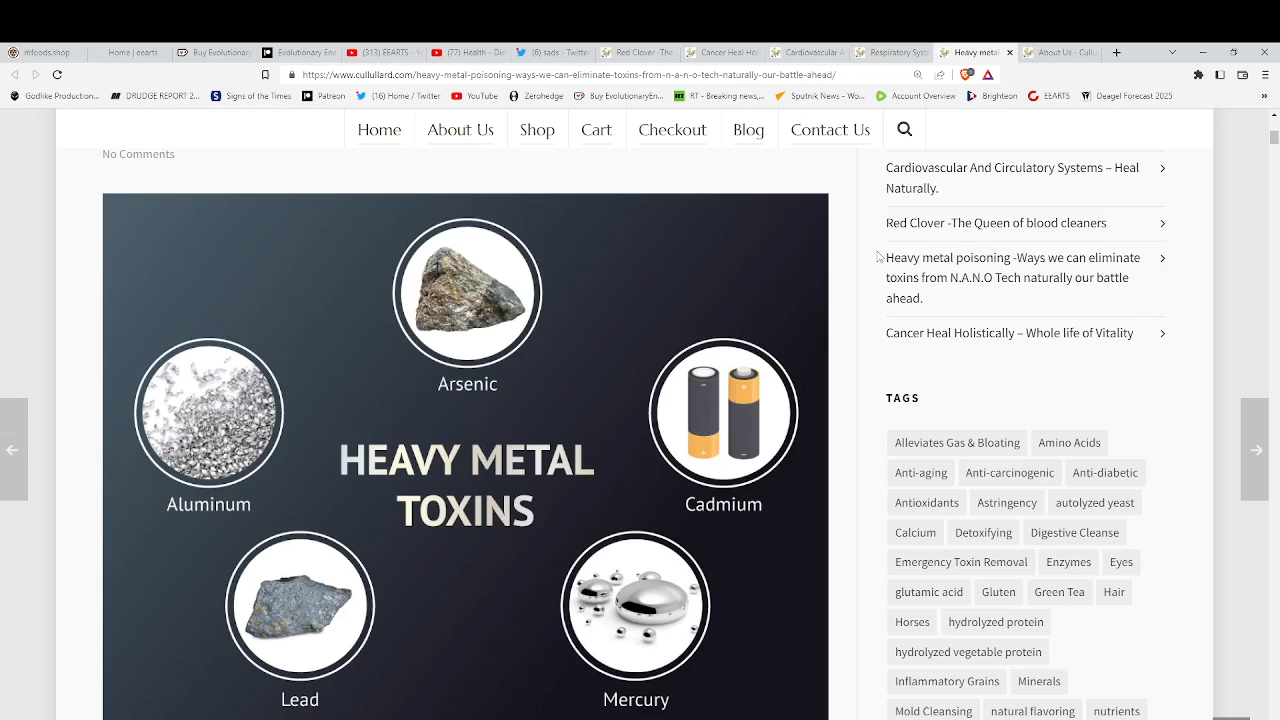 mfoods.shop
Home | eearts
Buy Evolutionary
Evolutionary Ene
(313) EEARTS - Y
(77) Health - Die
(6) sads - Twitte
Red Clover -The
Cancer Heal Hol
Cardiovascular A
Respiratory Syst
Heavy metal
About Us - Cullu
https://www.cullullard.com/heavy-metal-poisoning-ways-we-can-eliminate-toxins-from-n-a-n-o-tech-naturally-our-battle-ahead/
Godlike Production...
DRUDGE REPORT 2...
Signs of the Times
Patreon
(16) Home / Twitter
YouTube
Zerohedge
Buy EvolutionaryEn...
RT - Breaking news,...
Sputnik News - Wo...
Account Overview
Brighteon
EEARTS
Deagel Forecast 2025
Home
About Us
Shop
Cart
Checkout
Blog
Contact Us
No Comments
Arsenic
Aluminum
Cadmium
HEAVY METAL
TOXINS
Lead
Mercury
Cardiovascular And Circulatory Systems – Heal
Naturally.
Red Clover -The Queen of blood cleaners
Heavy metal poisoning -Ways we can eliminate
toxins from N.A.N.O Tech naturally our battle
ahead.
Cancer Heal Holistically – Whole life of Vitality
TAGS
Alleviates Gas & Bloating
Amino Acids
Anti-aging
Anti-carcinogenic
Anti-diabetic
Antioxidants
Astringency
autolyzed yeast
Calcium
Detoxifying
Digestive Cleanse
Emergency Toxin Removal
Enzymes
Eyes
glutamic acid
Gluten
Green Tea
Hair
Horses
hydrolyzed protein
hydrolyzed vegetable protein
Inflammatory Grains
Minerals
Mold Cleansing
natural flavoring
nutrients